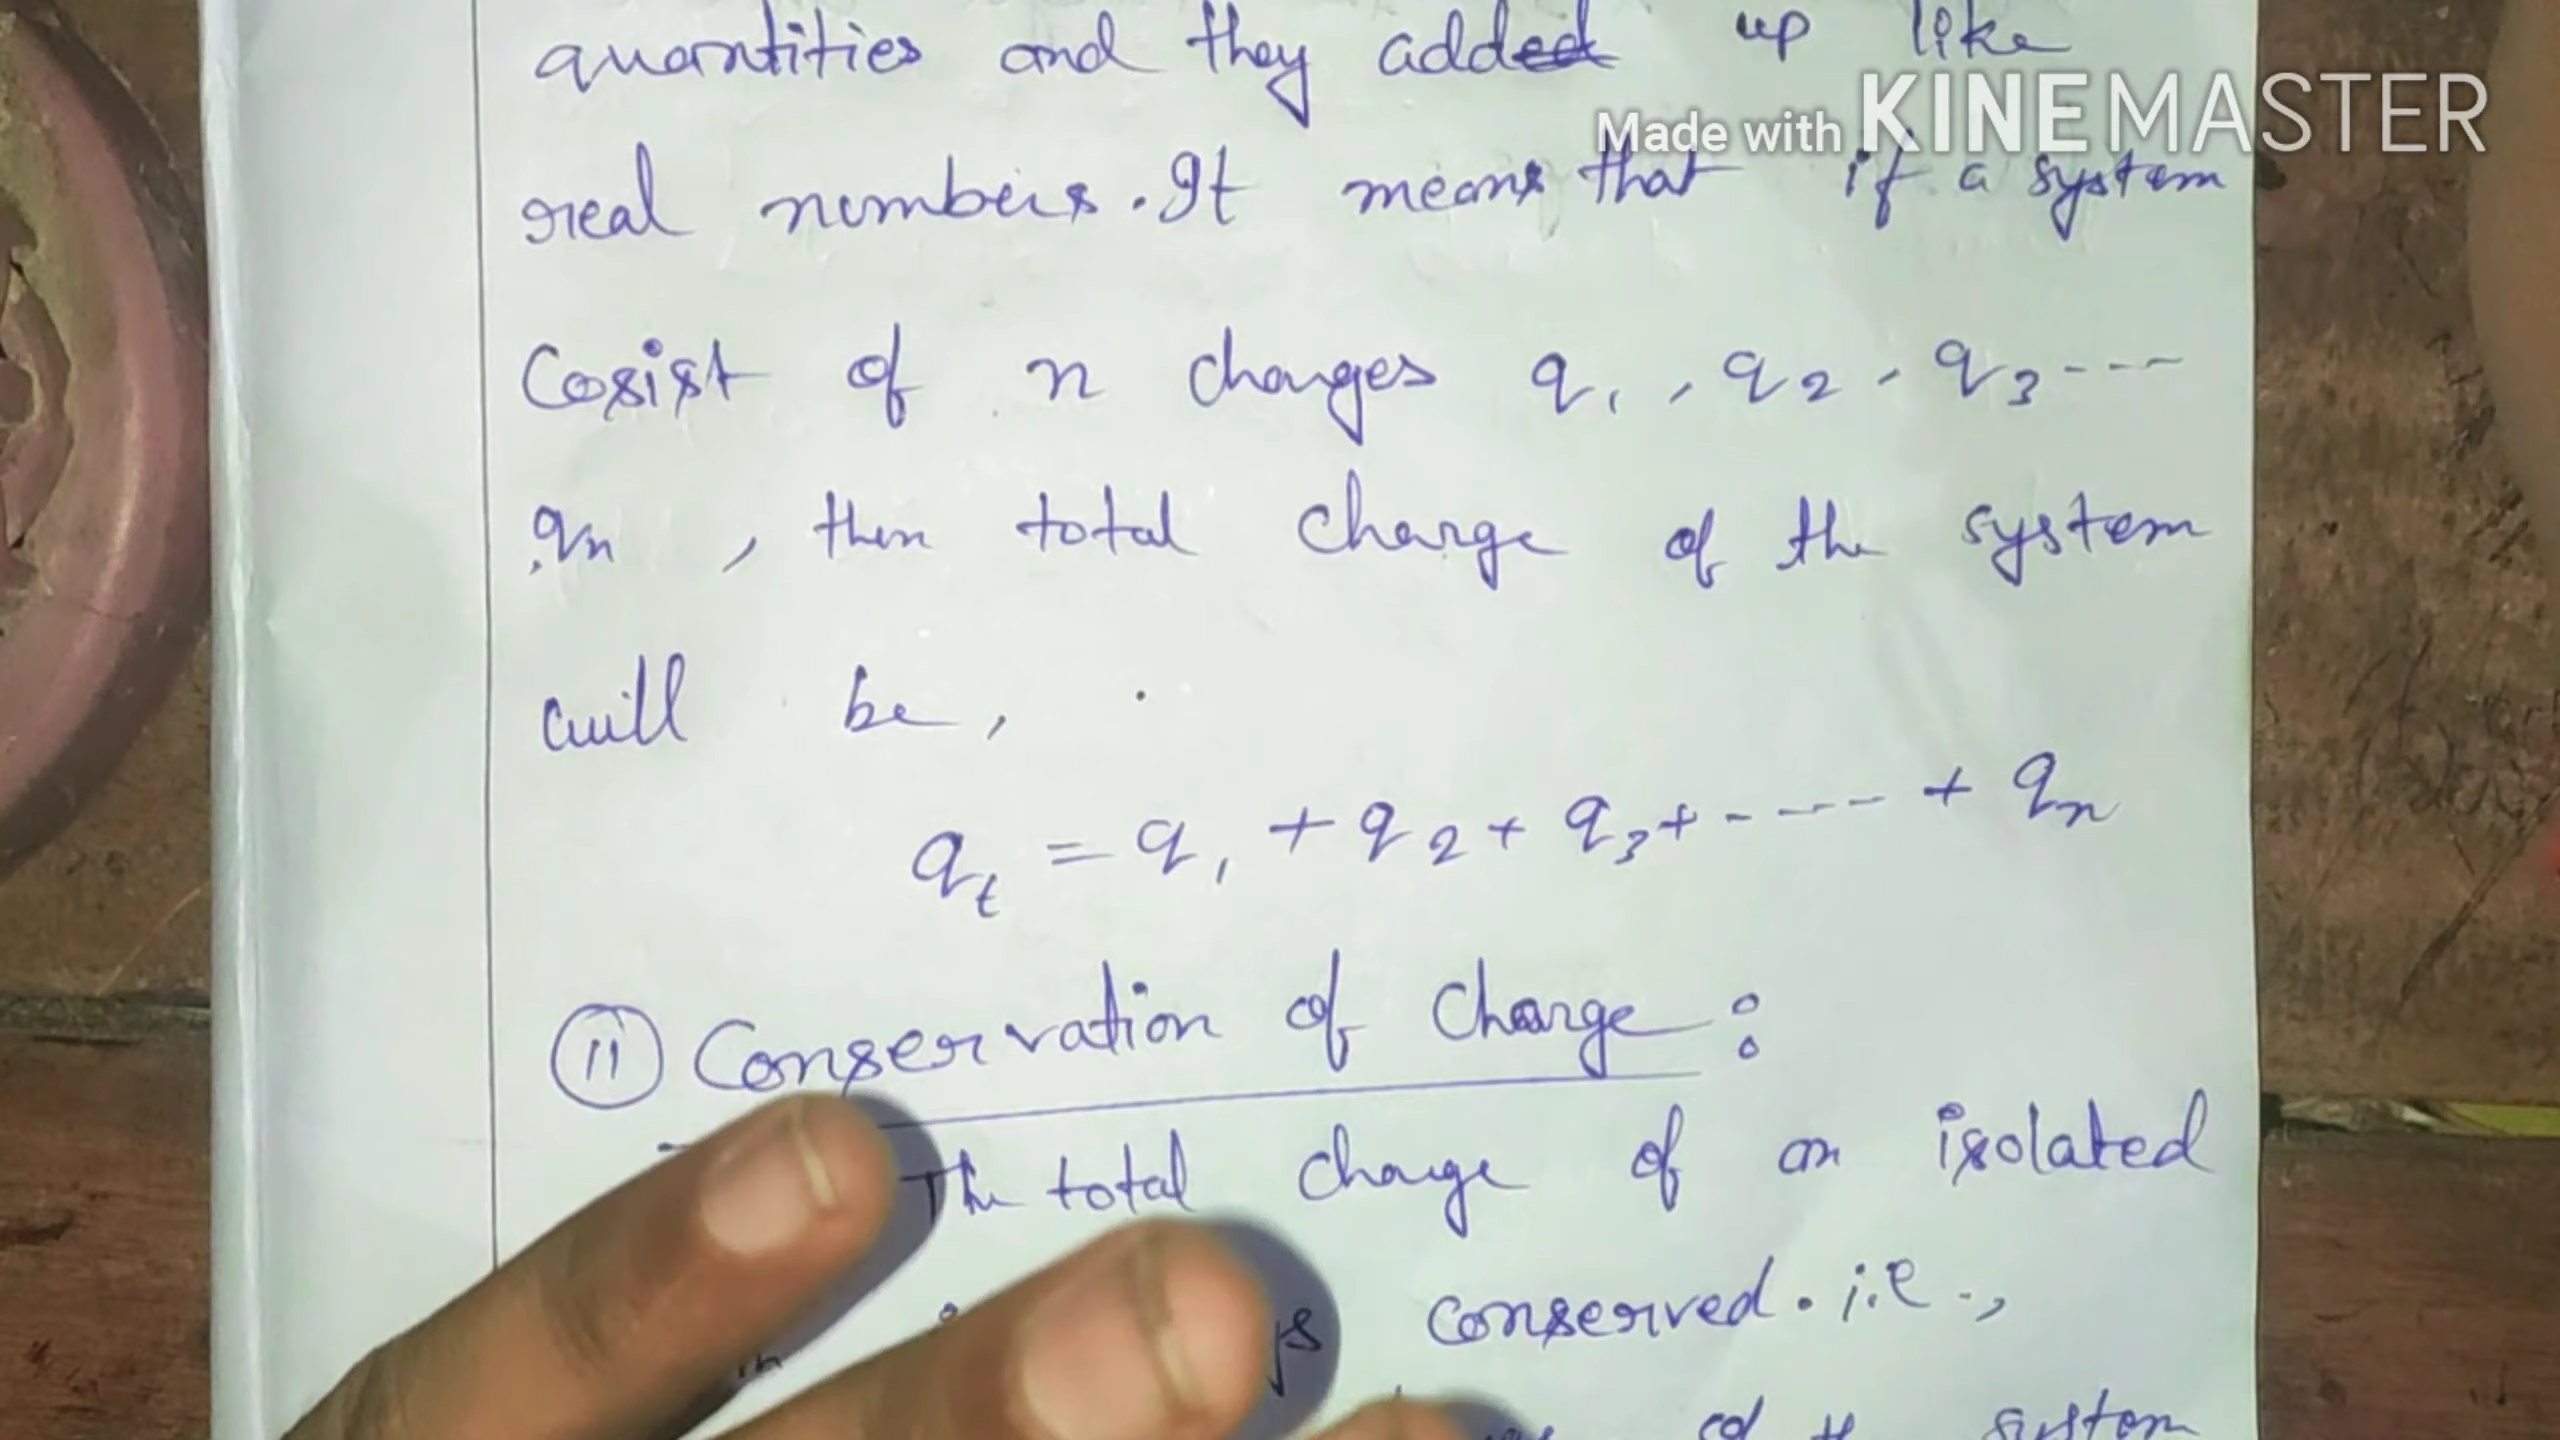 quantities and they added up like
Made with KINEMASTER
real numbers. It means that if a system
Cosist of n charges q1, q2, q3 ---
qn, then total charge of the system
will be,
qt = q1 + q2 + q3 + ---- + qn
(ii) Conservation of Charge :
The total charge of an isolated
conserved. i.e.,
system